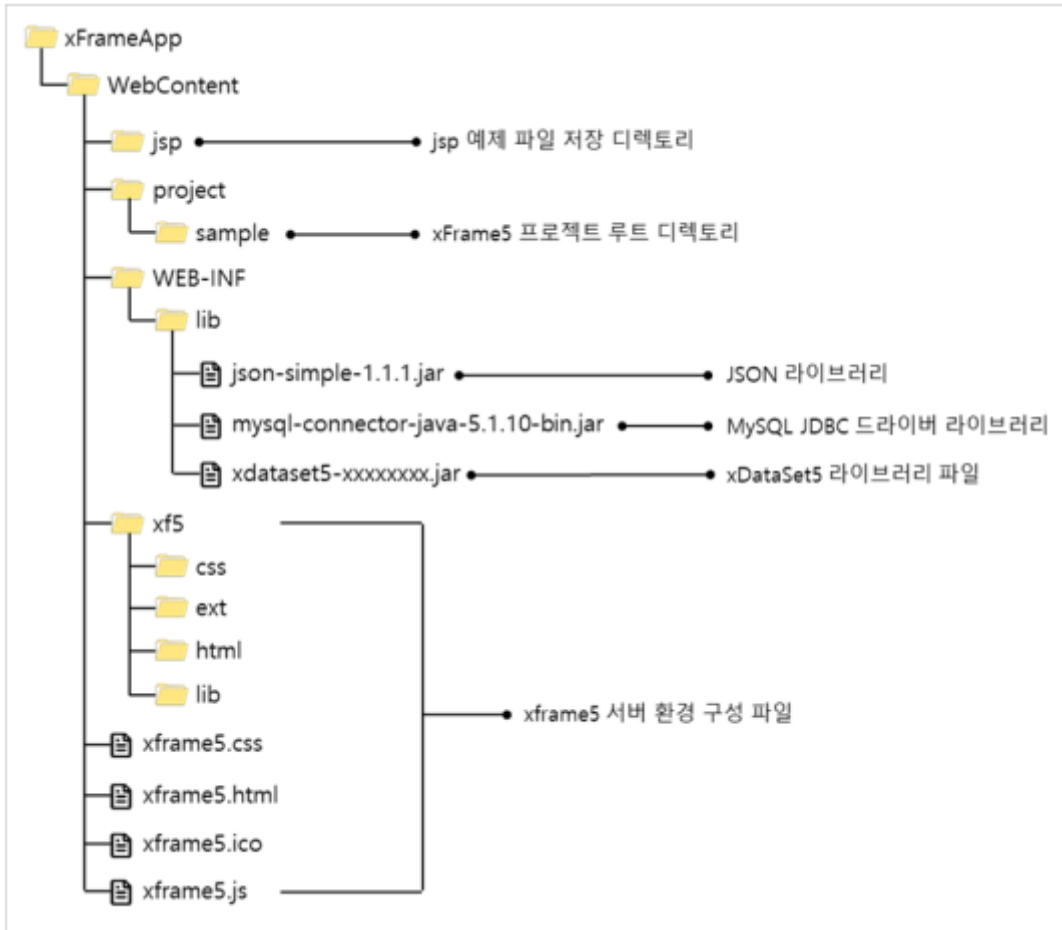 xFrameApp
WebContent
jsp jsp 예제 파일 저장 디렉토리
project
sample xFrame5 프로젝트 루트 디렉토리
WEB-INF
lib
json-simple-1.1.1.jar JSON 라이브러리
mysql-connector-java-5.1.10-bin.jar MySQL JDBC 드라이버 라이브러리
xdataset5-xxxxxxxx.jar xDataSet5 라이브러리 파일
xf5
css
ext
html
lib
xframe5 서버 환경 구성 파일
xframe5.css
xframe5.html
xframe5.ico
xframe5.js